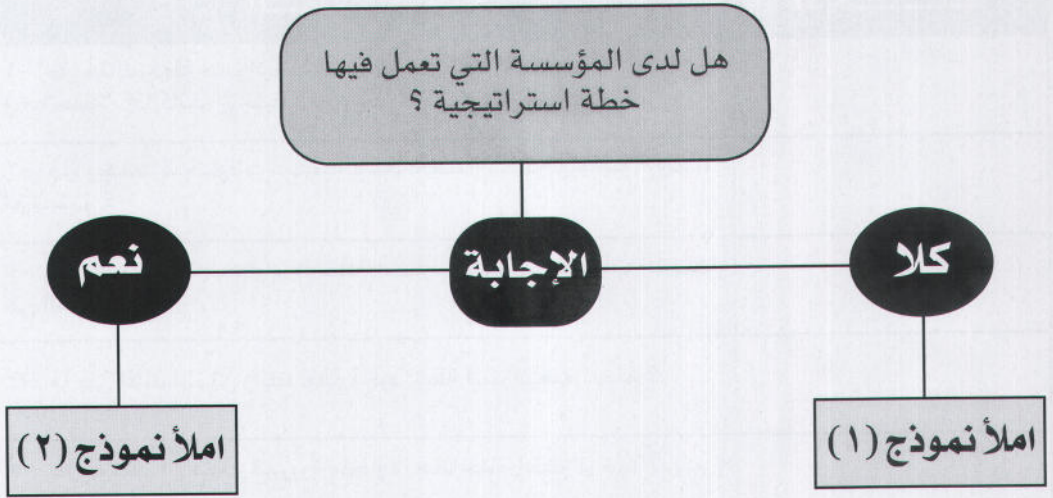 هل لدى المؤسسة التي تعمل فيها
خطة استراتيجية ؟
كلا
الإجابة
نعم
املأ نموذج (١)
املأ نموذج (٢)